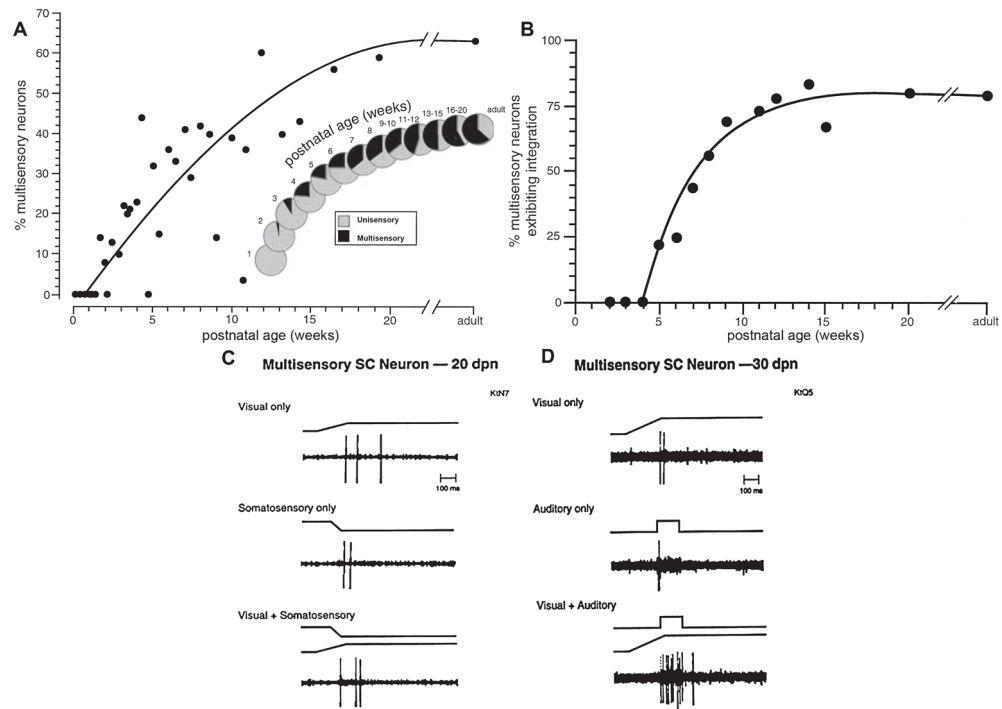 A
% multisensory neurons
70
60
50
40
30
20
10
0
0
5
10
15
20
adult
postnatal age (weeks)
postnatal age (weeks)
1
2
3
4
5
6
7
8
9-10
11-12
13-15
16-20
adult
Unisensory
Multisensory
B
% multisensory neurons
exhibiting integration
100
75
50
25
0
0
5
10
15
20
adult
postnatal age (weeks)
C
Multisensory SC Neuron — 20 dpn
KtN7
Visual only
100 ms
Somatosensory only
Visual + Somatosensory
D
Multisensory SC Neuron —30 dpn
KtQ5
Visual only
100 ms
Auditory only
Visual + Auditory